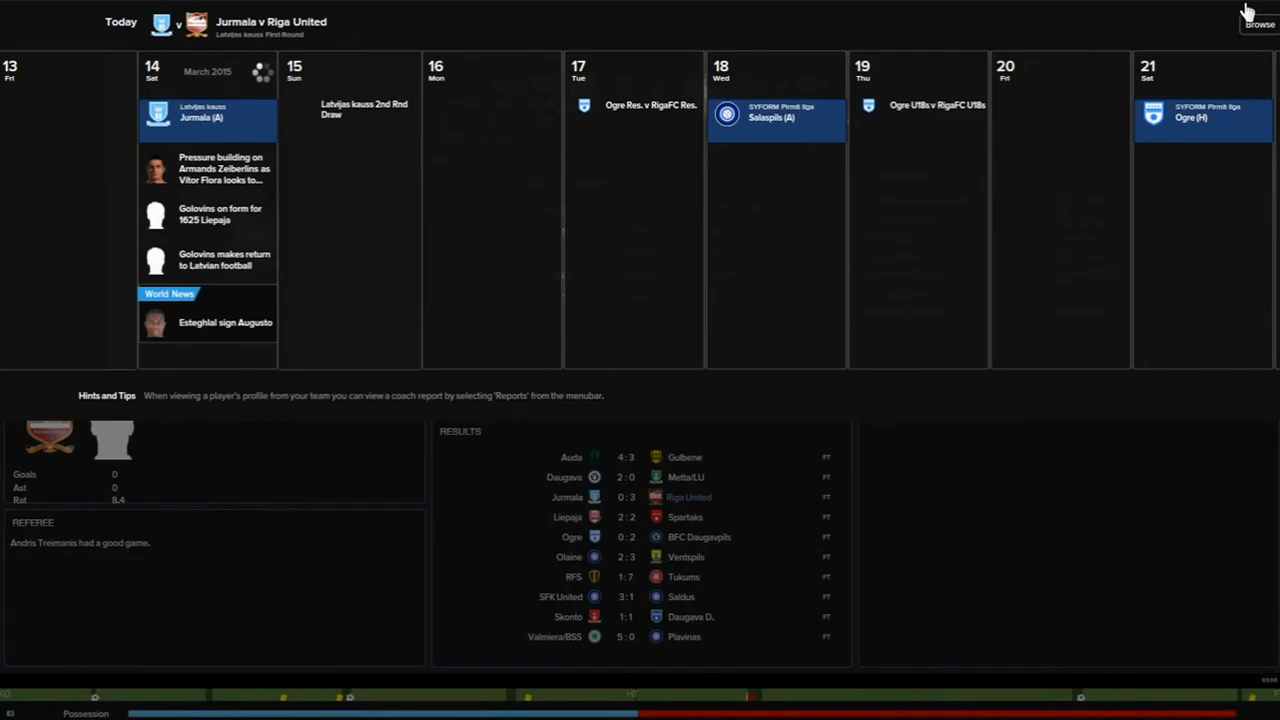 Today
v
Jurmala v Riga United
Latvijas kauss First Round
Browse
13
Fri
14
Sat
March 2015
15
Sun
16
Mon
17
Tue
18
Wed
19
Thu
20
Fri
21
Sat
Latvijas kauss
Jurmala (A)
Pressure building on
Armands Zeiberlins as
Vitor Flora looks to...
Golovins on form for
1625 Liepaja
Golovins makes return
to Latvian football
World News
Esteghlal sign Augusto
Latvijas kauss 2nd Rnd
Draw
Ogre Res. v RigaFC Res.
SYFORM Pirmā līga
Salaspils (A)
Ogre U18s v RigaFC U18s
SYFORM Pirmā līga
Ogre (H)
Hints and Tips When viewing a player's profile from your team you can view a coach report by selecting 'Reports' from the menubar.
Goals 0
Ast 0
Rat 8.4
REFEREE
Andris Treimanis had a good game.
RESULTS
Auda 4:3 Gulbene FT
Daugava 2:0 Metta/LU FT
Jurmala 0:3 Riga United FT
Liepaja 2:2 Spartaks FT
Ogre 0:2 BFC Daugavpils FT
Olaine 2:3 Ventspils FT
RFS 1:7 Tukums FT
SFK United 3:1 Saldus FT
Skonto 1:1 Daugava D. FT
Valmiera/BSS 5:0 Plavinas FT
HT
Possession